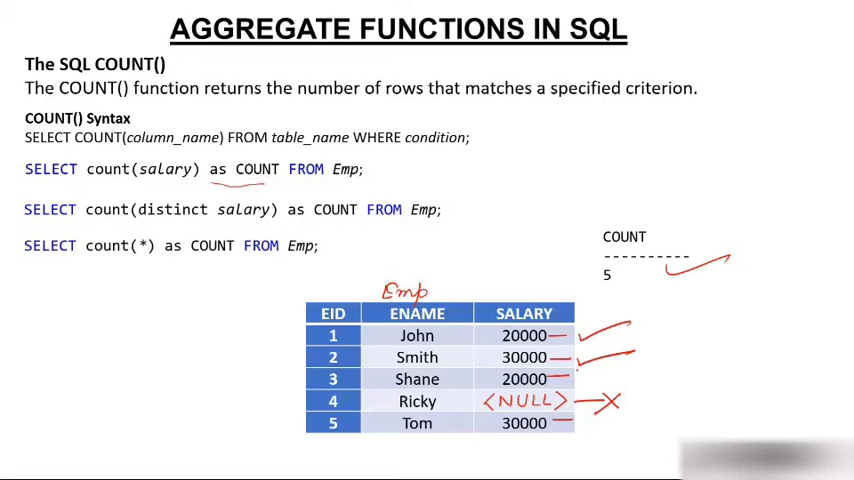 AGGREGATE FUNCTIONS IN SQL
The SQL COUNT()
The COUNT() function returns the number of rows that matches a specified criterion.
COUNT() Syntax
SELECT COUNT(column_name) FROM table_name WHERE condition;
SELECT count(salary) as COUNT FROM Emp;
SELECT count(distinct salary) as COUNT FROM Emp;
SELECT count(*) as COUNT FROM Emp;
COUNT
----------
5
Emp
EID ENAME SALARY
1 John 20000
2 Smith 30000
3 Shane 20000
4 Ricky <NULL>
5 Tom 30000